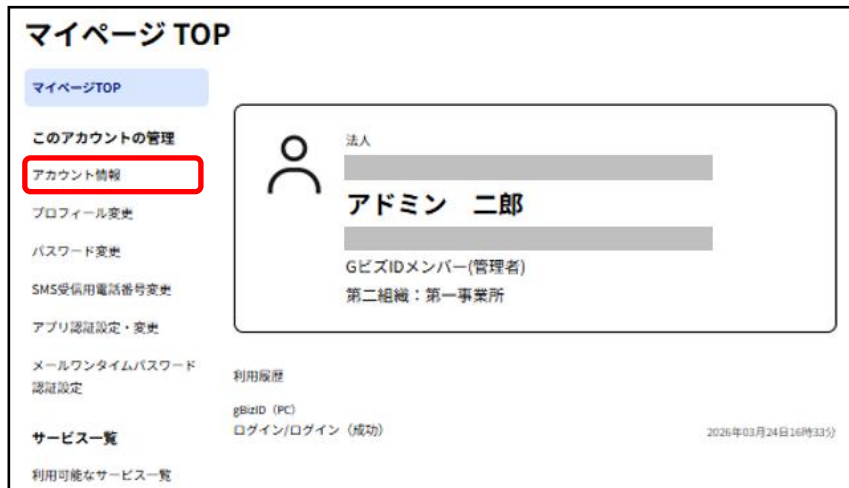 マイページ TOP
マイページTOP
このアカウントの管理
アカウント情報
プロフィール変更
パスワード変更
SMS受信用電話番号変更
アプリ認証設定・変更
メールワンタイムパスワード
認証設定
サービス一覧
利用可能なサービス一覧
法人
アドミン　二郎
GビズIDメンバー(管理者)
第二組織：第一事業所
利用履歴
gBizID（PC）
ログイン/ログイン（成功）
2026年03月24日16時33分